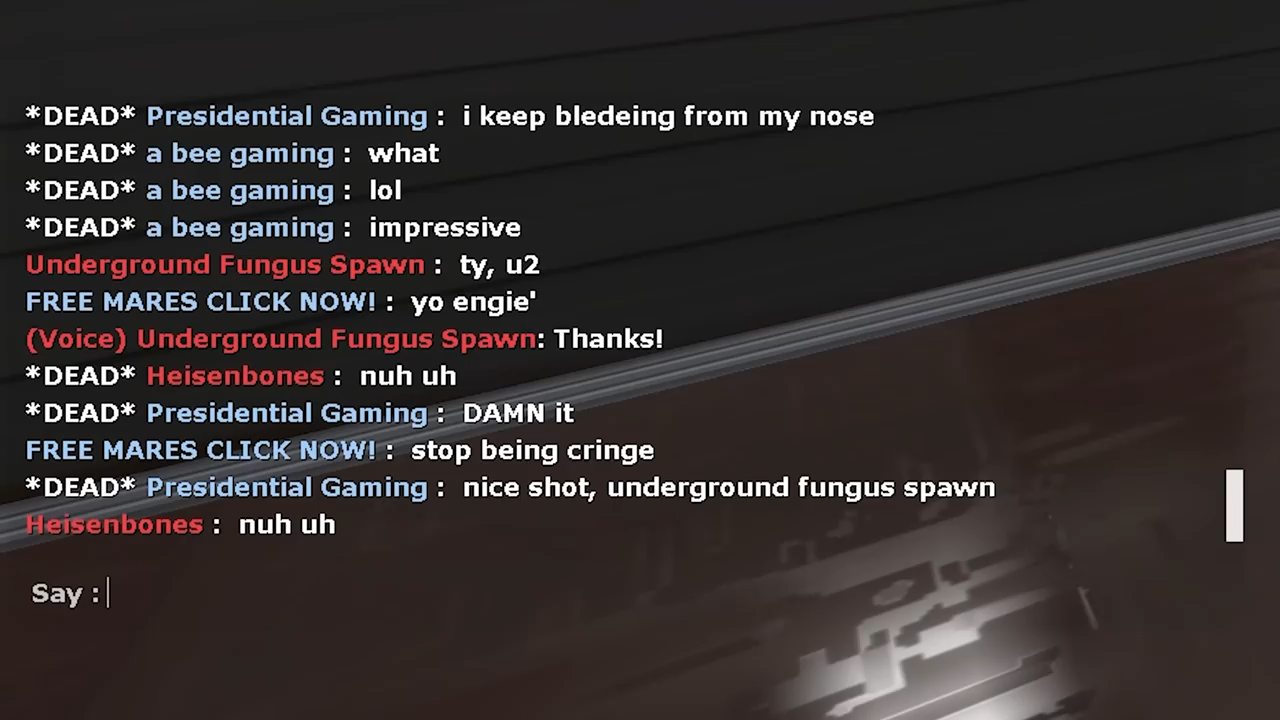 *DEAD* Presidential Gaming :  i keep bledeing from my nose
*DEAD* a bee gaming :  what
*DEAD* a bee gaming :  lol
*DEAD* a bee gaming :  impressive
Underground Fungus Spawn :  ty, u2
FREE MARES CLICK NOW! :  yo engie'
(Voice) Underground Fungus Spawn: Thanks!
*DEAD* Heisenbones :  nuh uh
*DEAD* Presidential Gaming :  DAMN it
FREE MARES CLICK NOW! :  stop being cringe
*DEAD* Presidential Gaming :  nice shot, underground fungus spawn
Heisenbones :  nuh uh
Say :